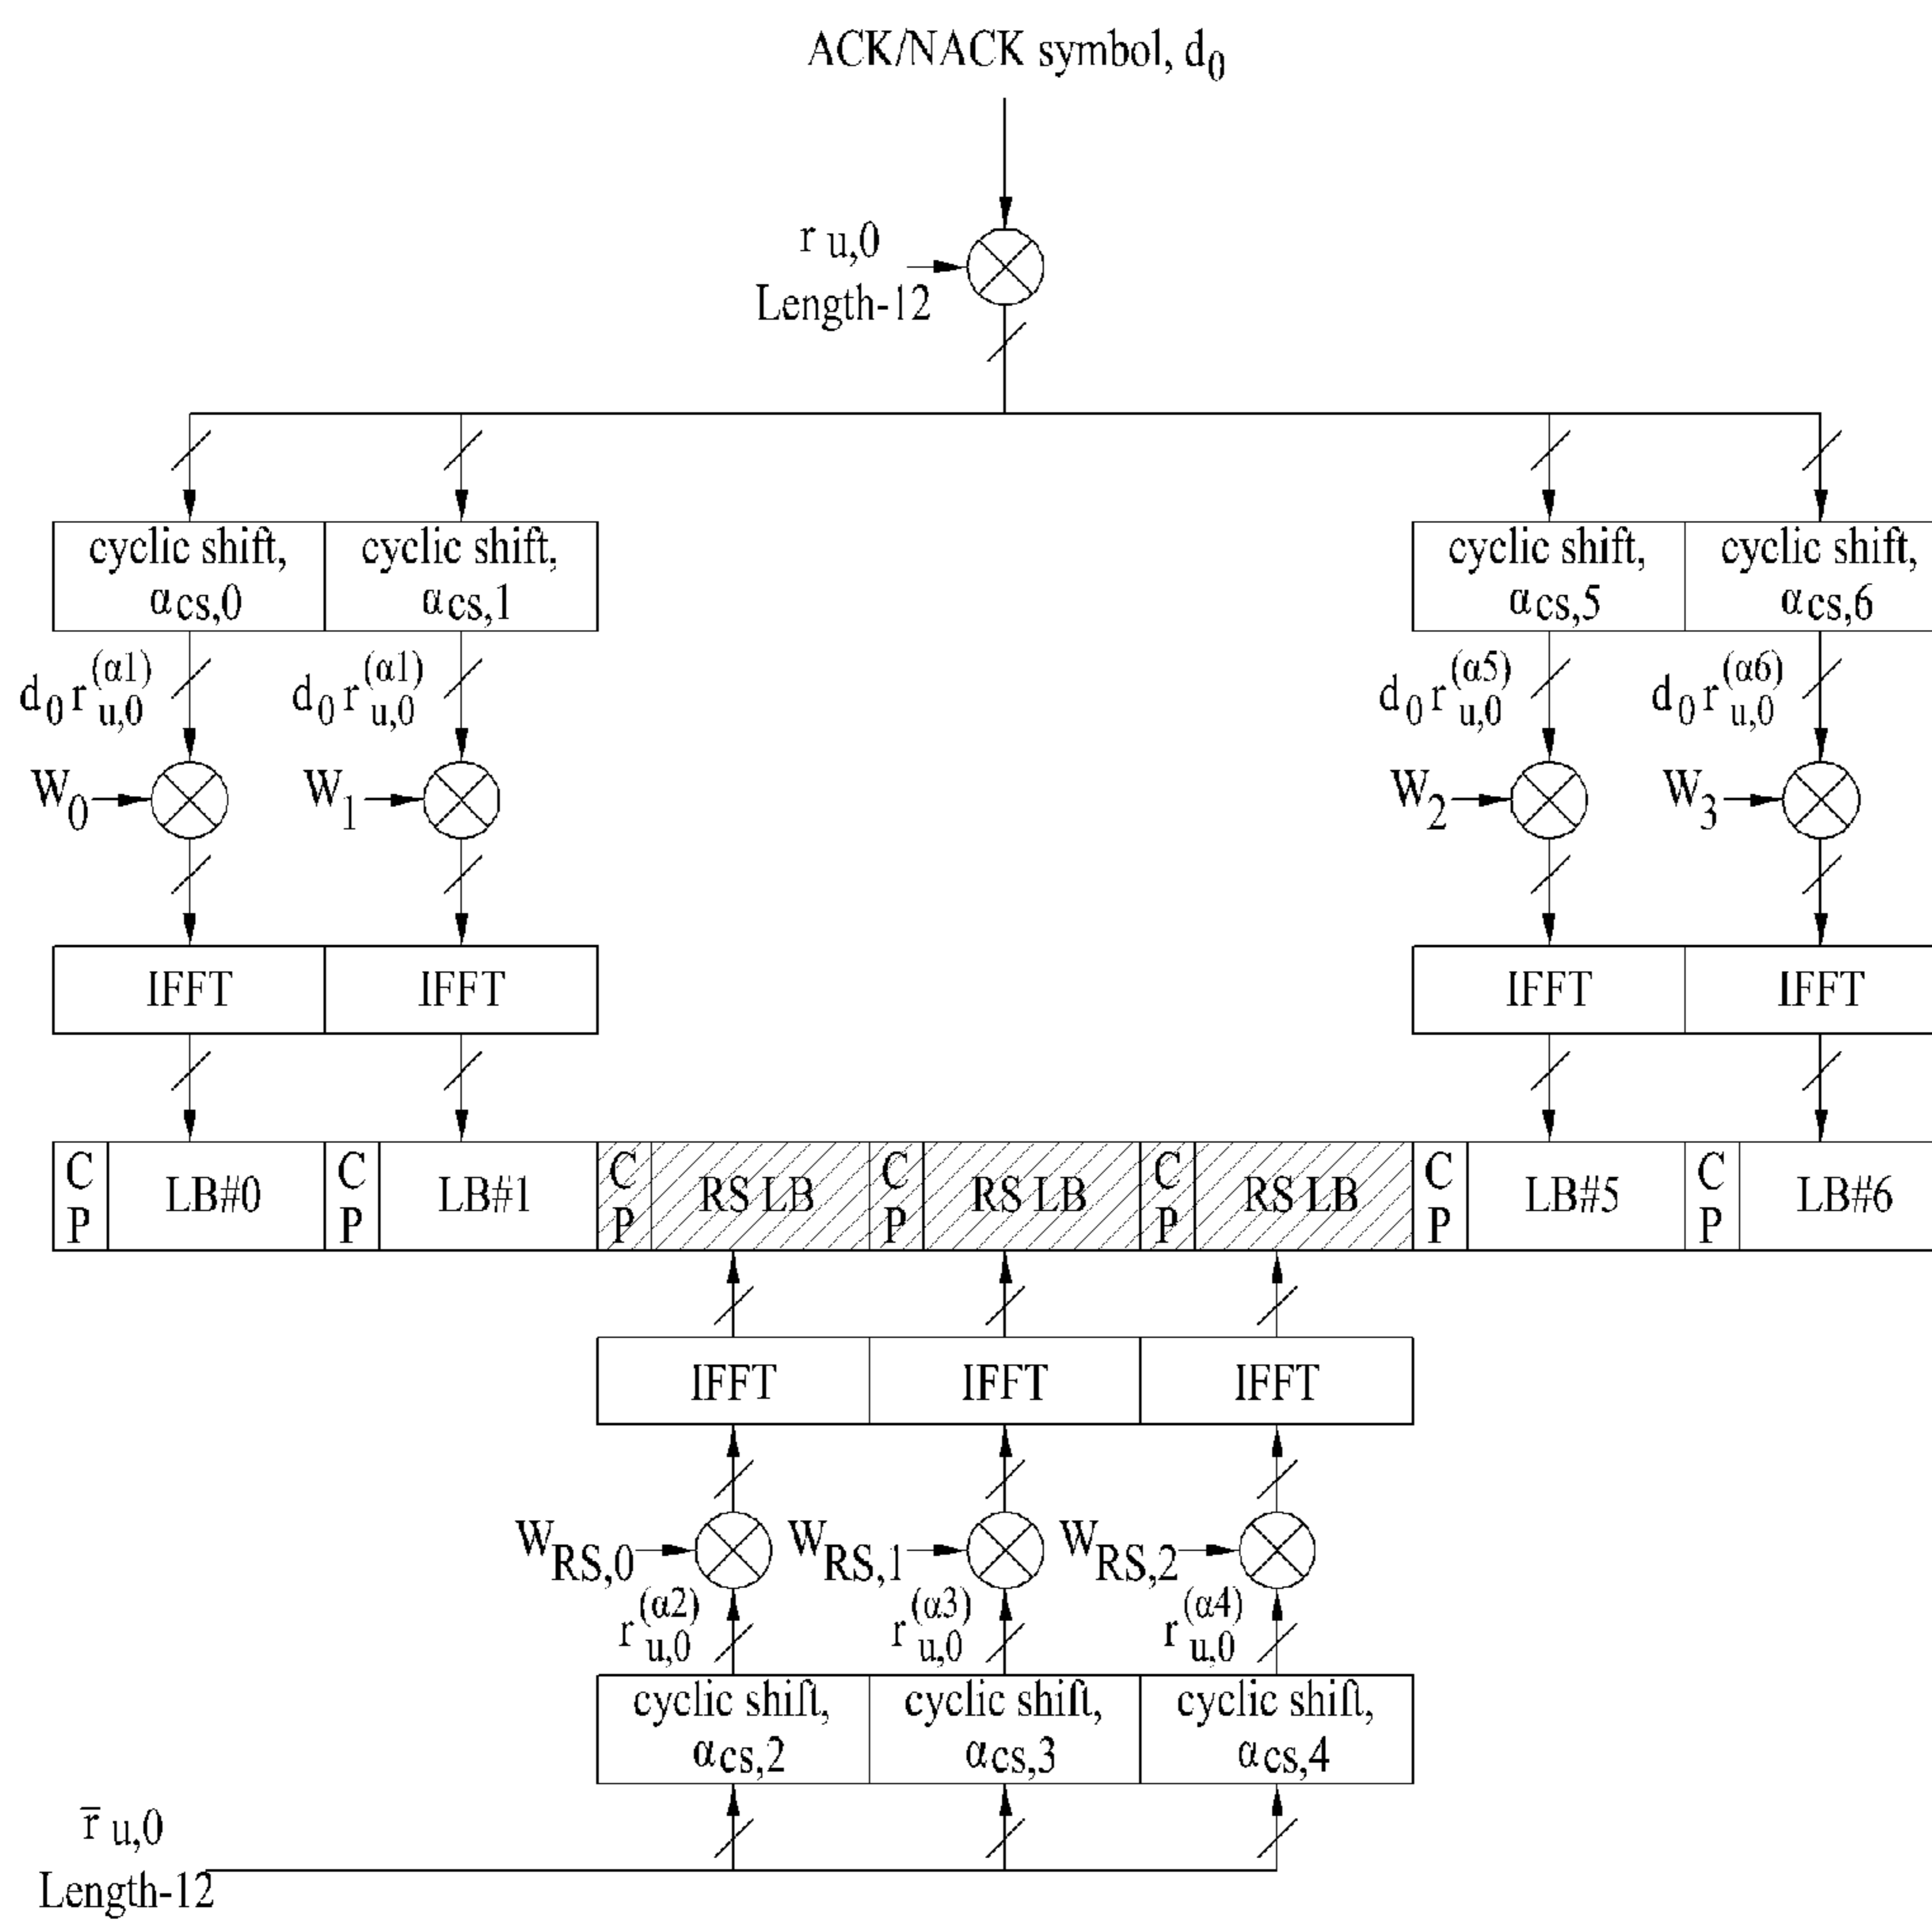 ACK/NACK symbol, d0
r u,0
Length-12
cyclic shift, αcs,0
cyclic shift, αcs,1
cyclic shift, αcs,5
cyclic shift, αcs,6
d0 r u,0 (α1)
d0 r u,0 (α1)
d0 r u,0 (α5)
d0 r u,0 (α6)
W0
W1
W2
W3
IFFT
IFFT
IFFT
IFFT
CP
LB#0
CP
LB#1
CP
RS LB
CP
RS LB
CP
RS LB
CP
LB#5
CP
LB#6
IFFT
IFFT
IFFT
WRS,0
WRS,1
WRS,2
r u,0 (α2)
r u,0 (α3)
r u,0 (α4)
cyclic shift, αcs,2
cyclic shift, αcs,3
cyclic shift, αcs,4
r̄ u,0
Length-12